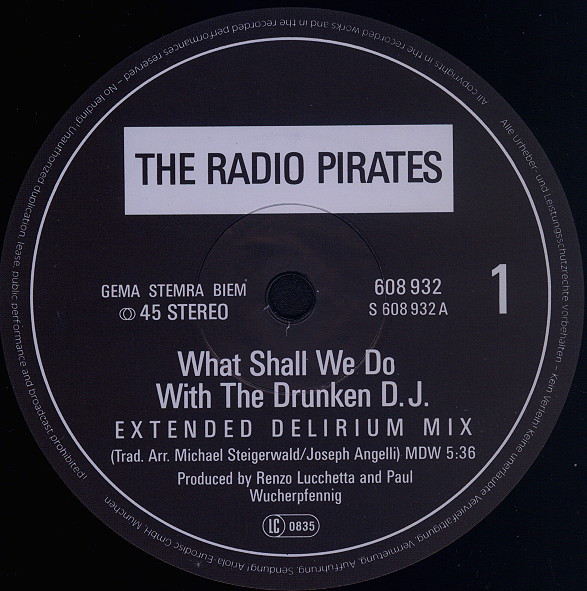 THE RADIO PIRATES
GEMA STEMRA BIEM
45 STEREO
608 932
S 608 932 A
1
What Shall We Do
With The Drunken D.J.
EXTENDED DELIRIUM MIX
(Trad. Arr. Michael Steigerwald/Joseph Angelli) MDW 5:36
Produced by Renzo Lucchetta and Paul
Wucherpfennig
LC 0835
Alle Urheber- und Leistungsschutzrechte vorbehalten – Kein Verleih! Keine unerlaubte Vervielfältigung, Vermietung, Aufführung, Sendung! Ariola-Eurodisc GmbH, München
All copyrights in the recorded works and in the recorded performances reserved – No lending! Unauthorized duplication, lease, public performance and broadcast prohibited!